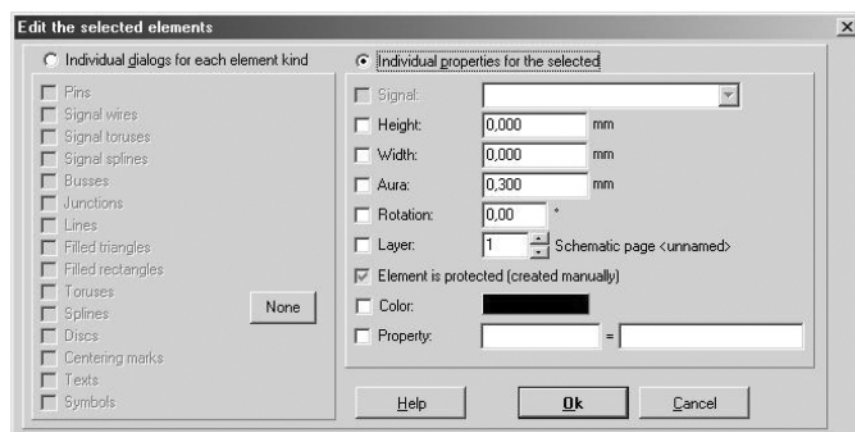 Edit the selected elements
Individual dialogs for each element kind
Pins
Signal wires
Signal toruses
Signal splines
Busses
Junctions
Lines
Filled triangles
Filled rectangles
Toruses
Splines
Discs
Centering marks
Texts
Symbols
None
Individual properties for the selected
Signal:
Height: 0,000 mm
Width: 0,000 mm
Aura: 0,300 mm
Rotation: 0,00 °
Layer: 1 Schematic page <unnamed>
Element is protected (created manually)
Color:
Property: =
Help Ok Cancel